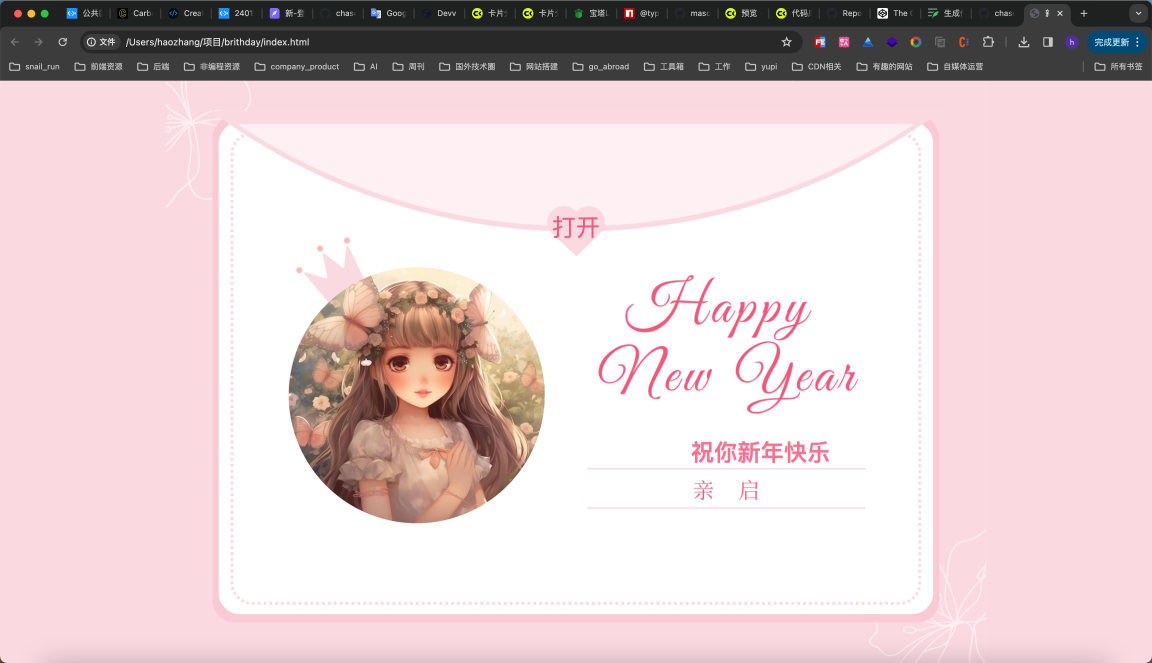 公共
Carb
Creat
2401
新-登
chas
Goog
Devv
卡片
卡片
宝塔
@typ
masc
预览
代码
Repo
The
生成
chas
文件 /Users/haozhang/项目/brithday/index.html
完成更新
snail_run 前端资源 后端 非编程资源 company_product AI 周刊 国外技术圈 网站搭建 go_abroad 工具箱 工作 yupi CDN相关 有趣的网站 自媒体运营 所有书签
打开
Happy
New Year
祝你新年快乐
亲 启